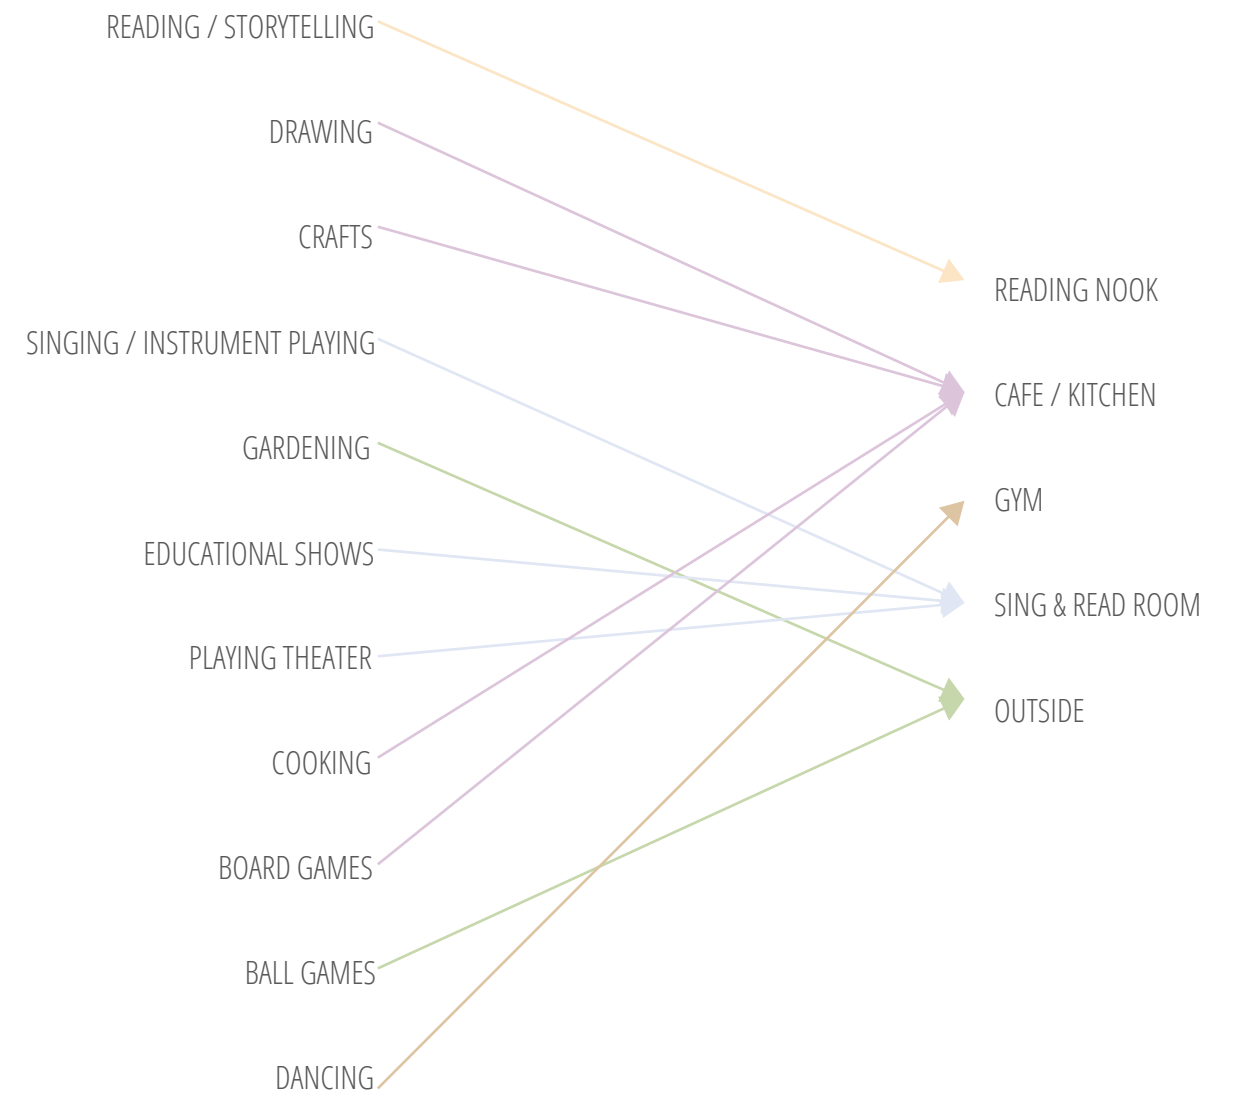 READING / STORYTELLING
DRAWING
CRAFTS
SINGING / INSTRUMENT PLAYING
GARDENING
EDUCATIONAL SHOWS
PLAYING THEATER
COOKING
BOARD GAMES
BALL GAMES
DANCING
READING NOOK
CAFE / KITCHEN
GYM
SING & READ ROOM
OUTSIDE